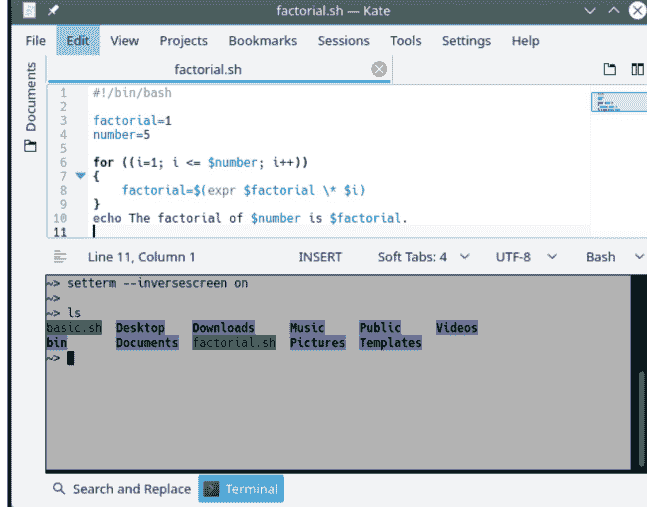 factorial.sh — Kate
File Edit View Projects Bookmarks Sessions Tools Settings Help
Documents
factorial.sh
1 #!/bin/bash
2
3 factorial=1
4 number=5
5
6 for ((i=1; i <= $number; i++))
7 {
8 factorial=$(expr $factorial \* $i)
9 }
10 echo The factorial of $number is $factorial.
11
Line 11, Column 1 INSERT Soft Tabs: 4 UTF-8 Bash
~> setterm --inversescreen on
~>
~> ls
basic.sh Desktop Downloads Music Public Videos
bin Documents factorial.sh Pictures Templates
~>
Search and Replace Terminal